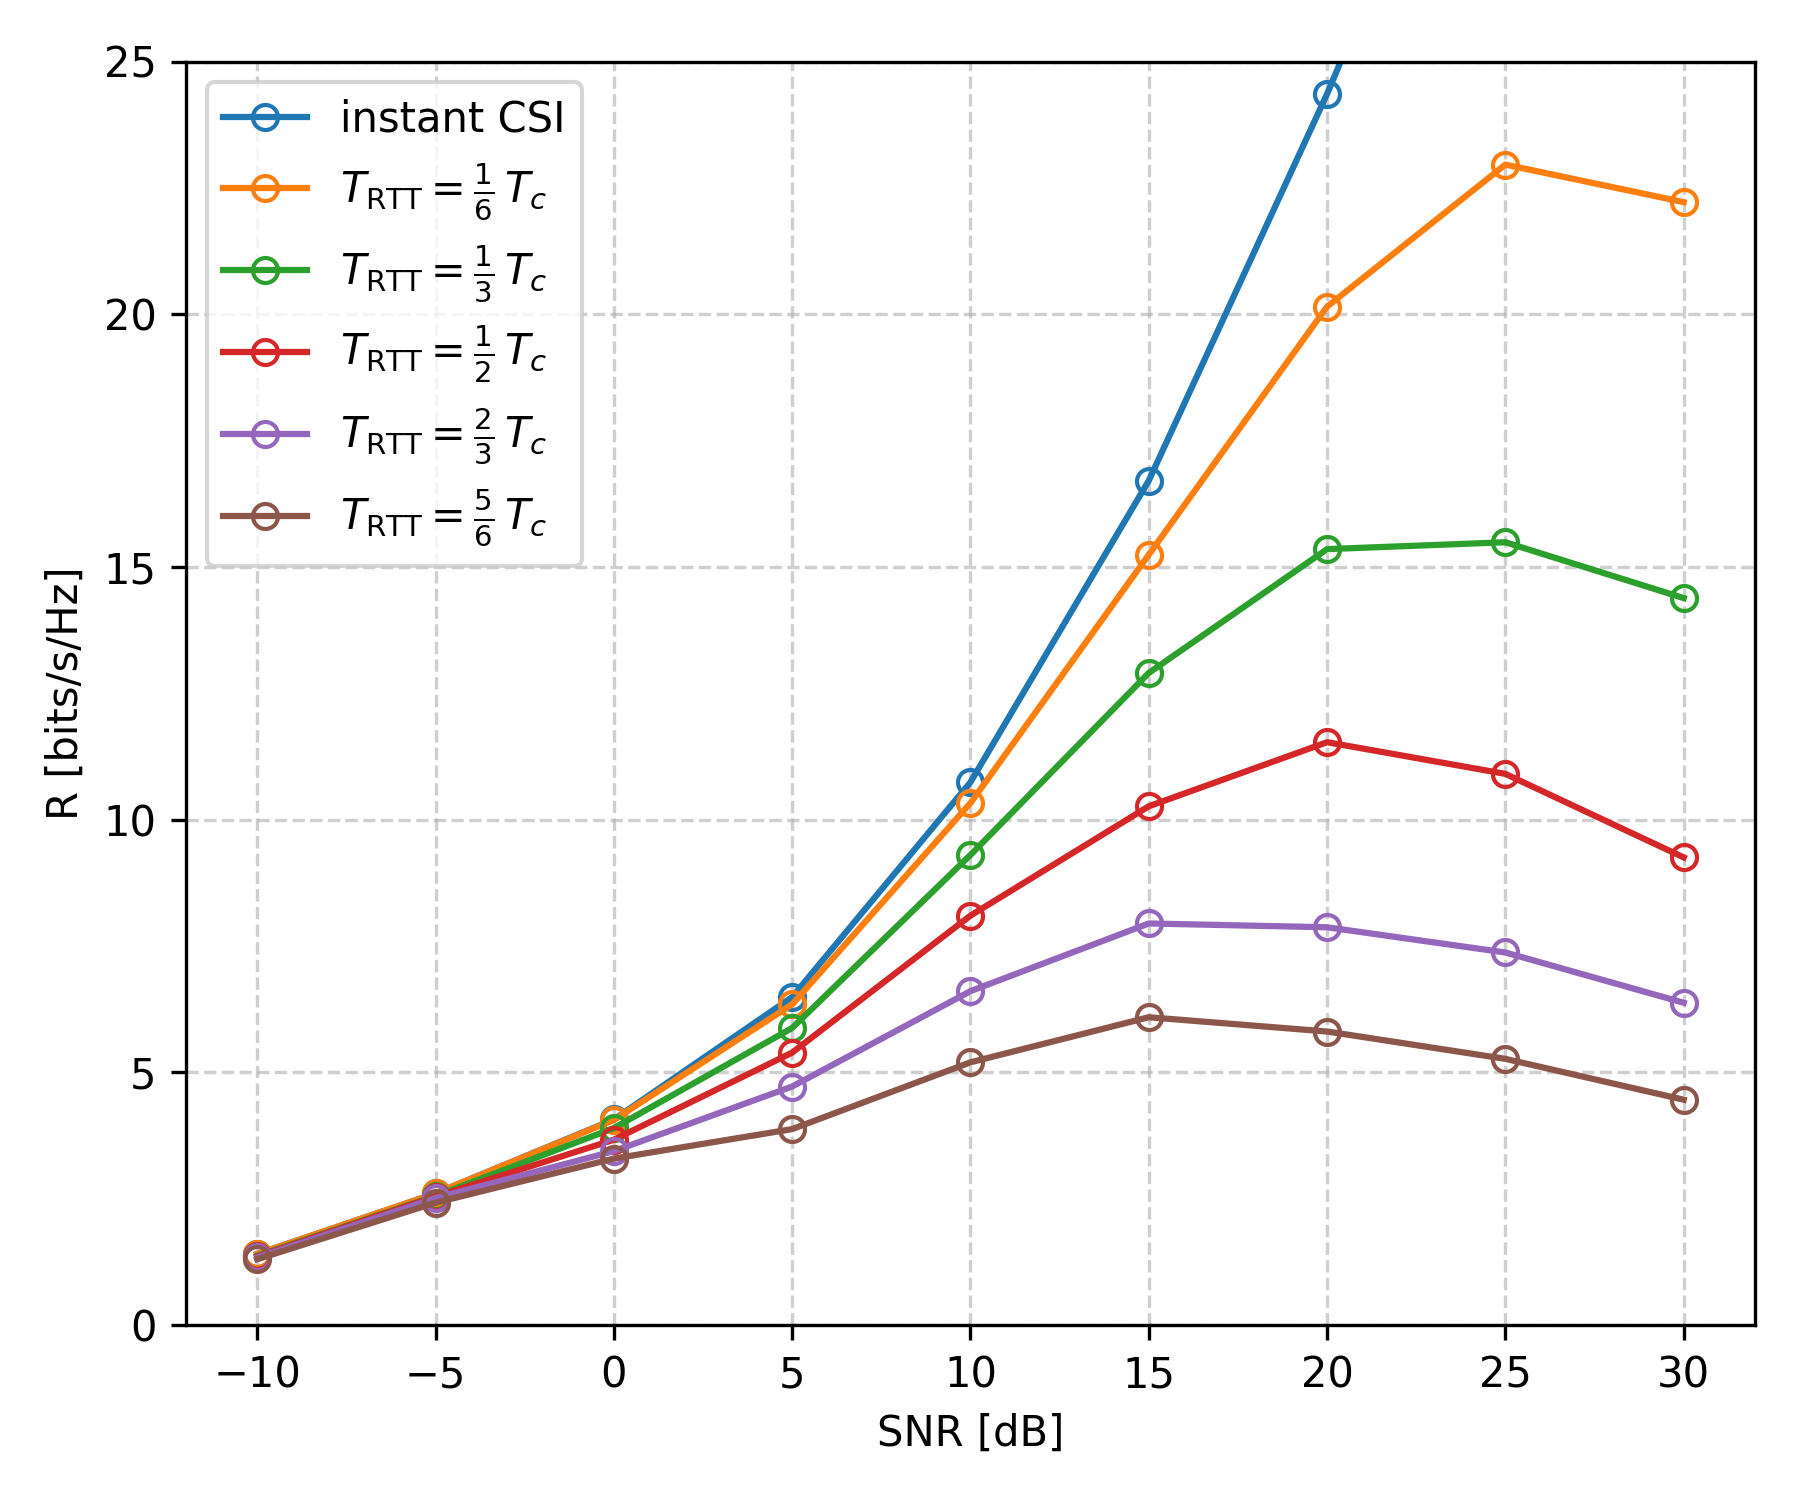 25
20
15
10
5
0
R [bits/s/Hz]
instant CSI
T_RTT = 1/6 T_c
T_RTT = 1/3 T_c
T_RTT = 1/2 T_c
T_RTT = 2/3 T_c
T_RTT = 5/6 T_c
−10 −5 0 5 10 15 20 25 30
SNR [dB]